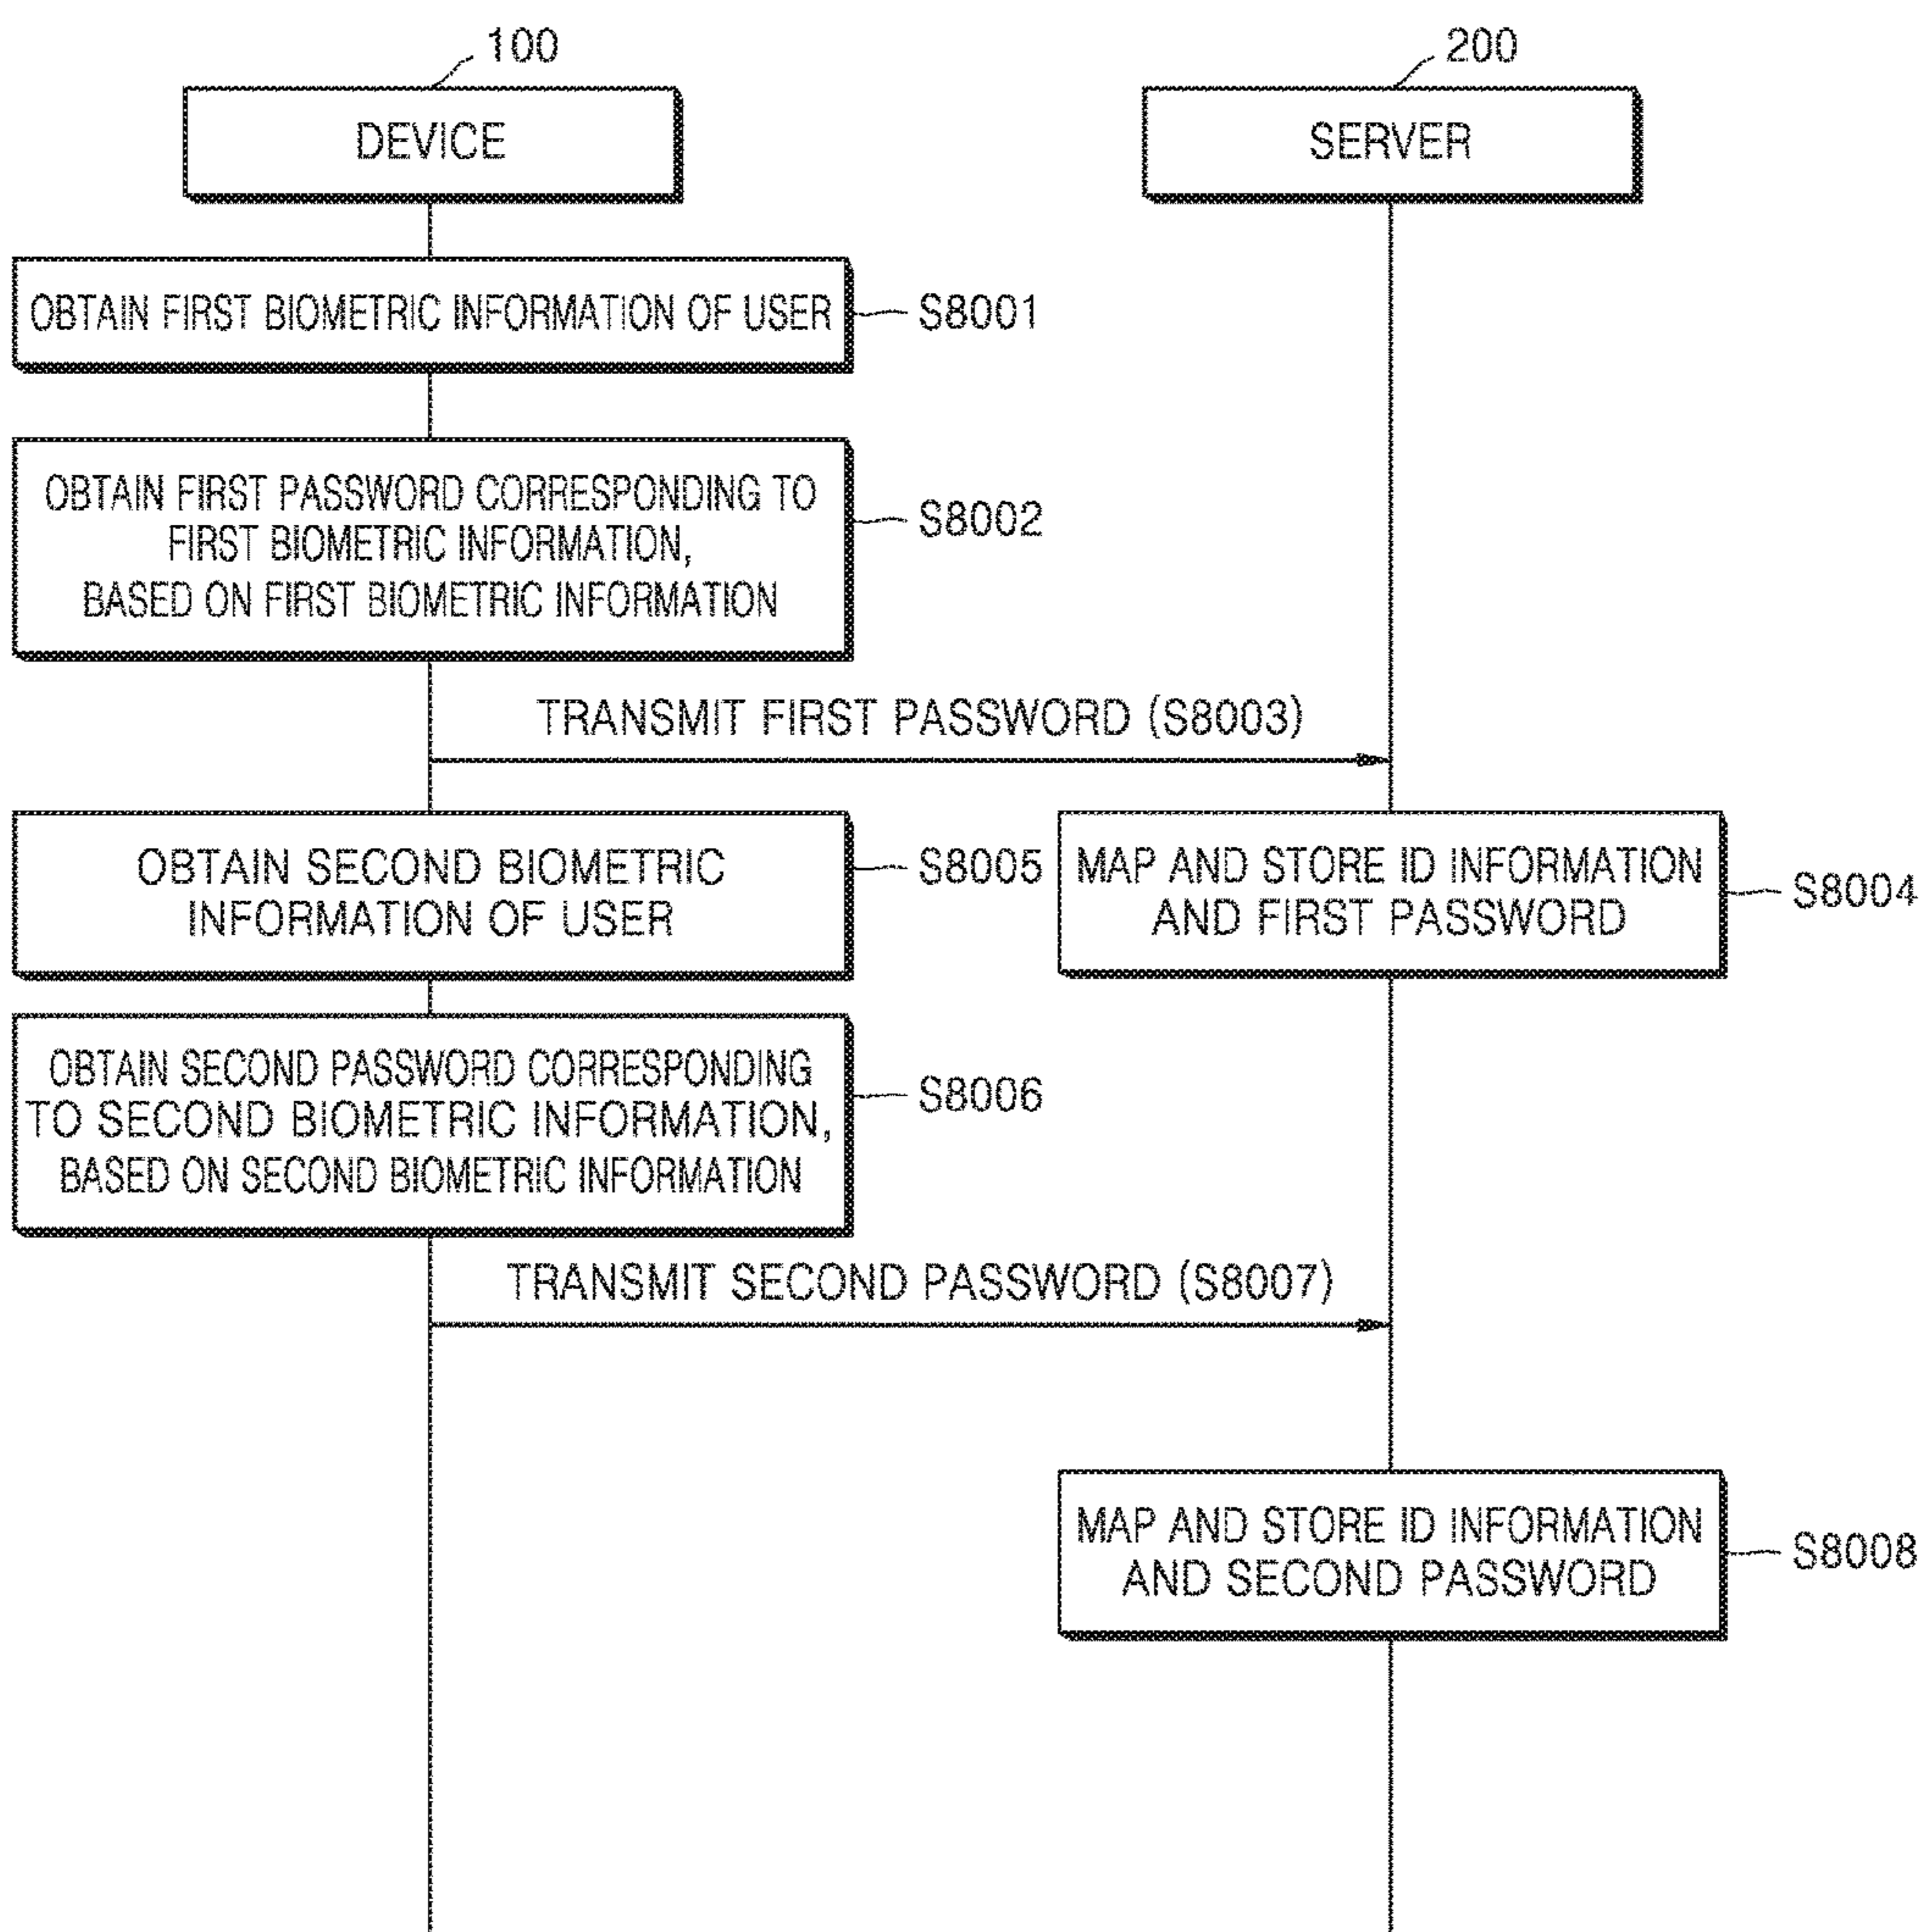 100
200
DEVICE
SERVER
OBTAIN FIRST BIOMETRIC INFORMATION OF USER
S8001
OBTAIN FIRST PASSWORD CORRESPONDING TO
FIRST BIOMETRIC INFORMATION,
BASED ON FIRST BIOMETRIC INFORMATION
S8002
TRANSMIT FIRST PASSWORD (S8003)
OBTAIN SECOND BIOMETRIC
INFORMATION OF USER
S8005
MAP AND STORE ID INFORMATION
AND FIRST PASSWORD
S8004
OBTAIN SECOND PASSWORD CORRESPONDING
TO SECOND BIOMETRIC INFORMATION,
BASED ON SECOND BIOMETRIC INFORMATION
S8006
TRANSMIT SECOND PASSWORD (S8007)
MAP AND STORE ID INFORMATION
AND SECOND PASSWORD
S8008